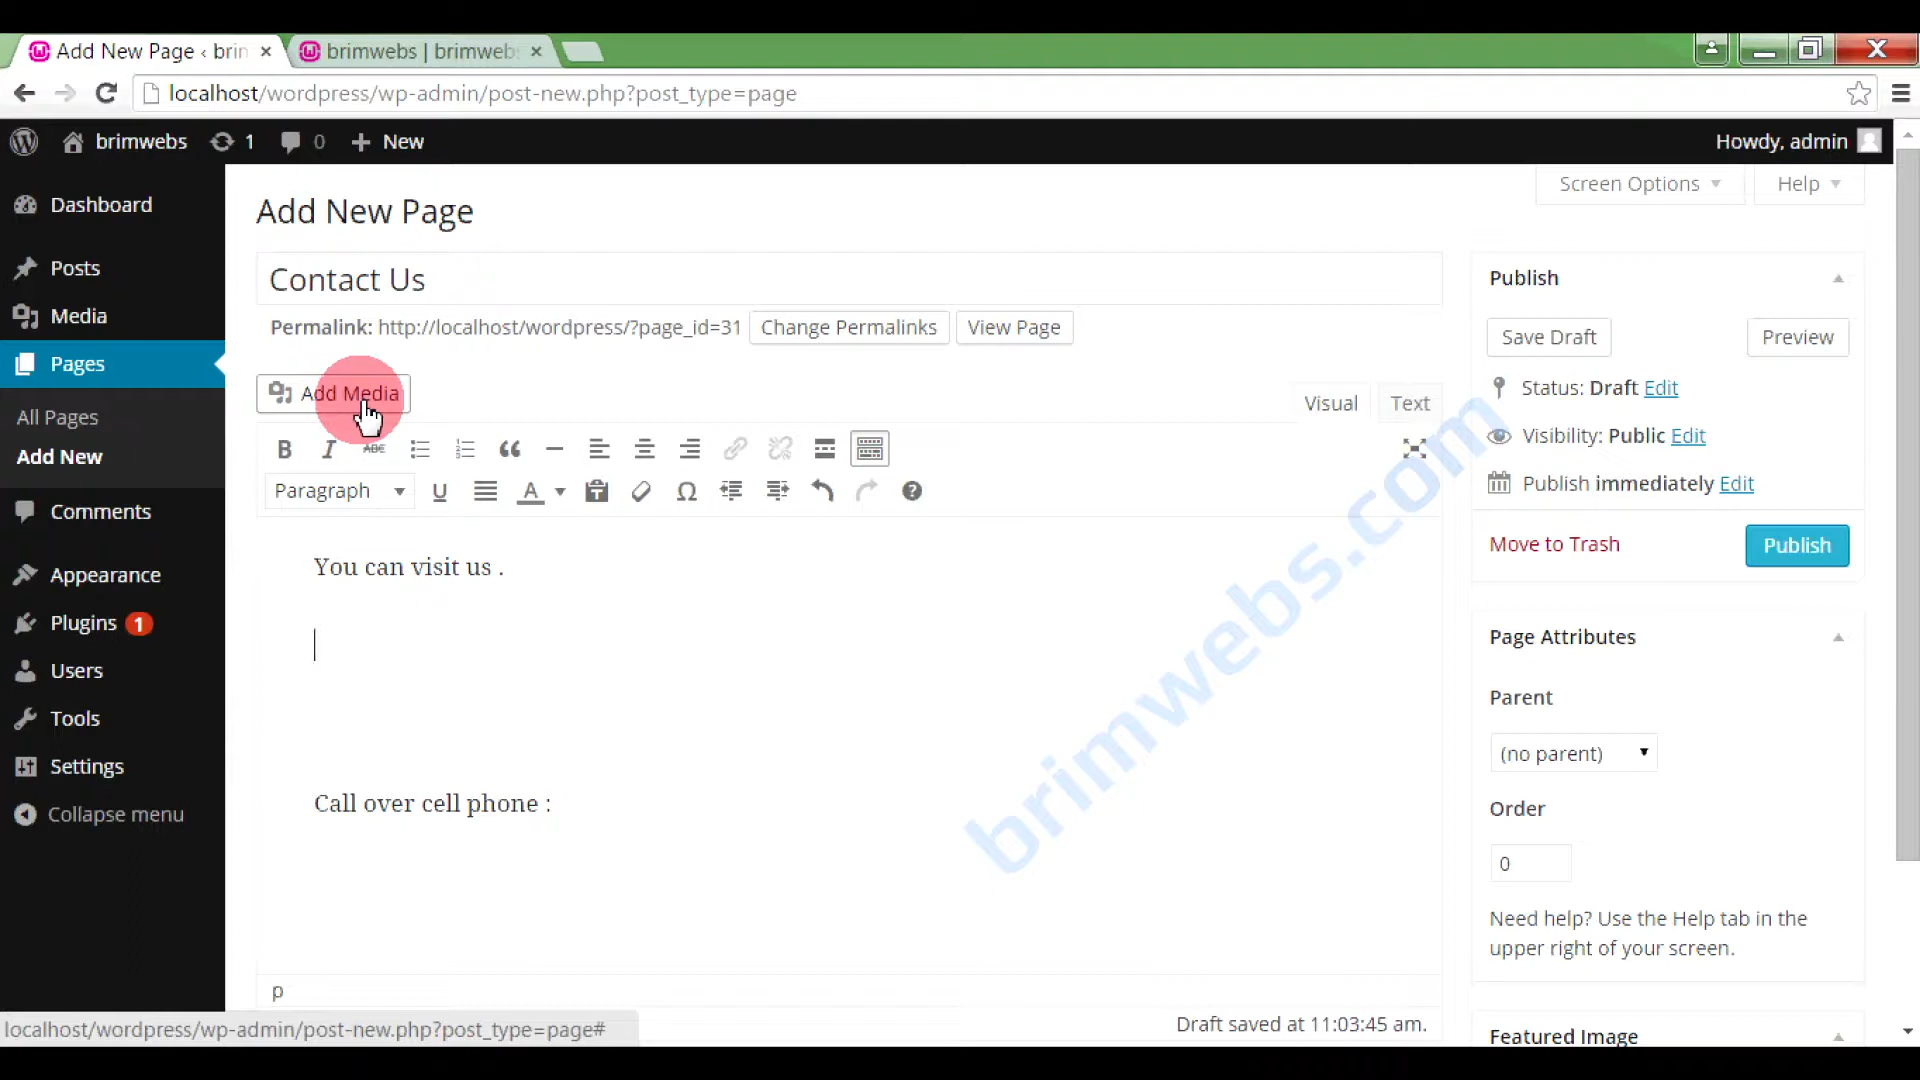 Add New Page ‹ brin
brimwebs | brimweb
localhost/wordpress/wp-admin/post-new.php?post_type=page
brimwebs 1 0 New
Howdy, admin
Dashboard
Posts
Media
Pages
All Pages
Add New
Comments
Appearance
Plugins 1
Users
Tools
Settings
Collapse menu
Screen Options
Help
Add New Page
Contact Us
Permalink: http://localhost/wordpress/?page_id=31 Change Permalinks View Page
Add Media
Visual Text
B I ABC
Paragraph U A Ω ?
You can visit us .
Call over cell phone :
p
Draft saved at 11:03:45 am.
Publish
Save Draft Preview
Status: Draft Edit
Visibility: Public Edit
Publish immediately Edit
Move to Trash Publish
Page Attributes
Parent
(no parent)
Order
0
Need help? Use the Help tab in the
upper right of your screen.
Featured Image
localhost/wordpress/wp-admin/post-new.php?post_type=page#
brimwebs.com